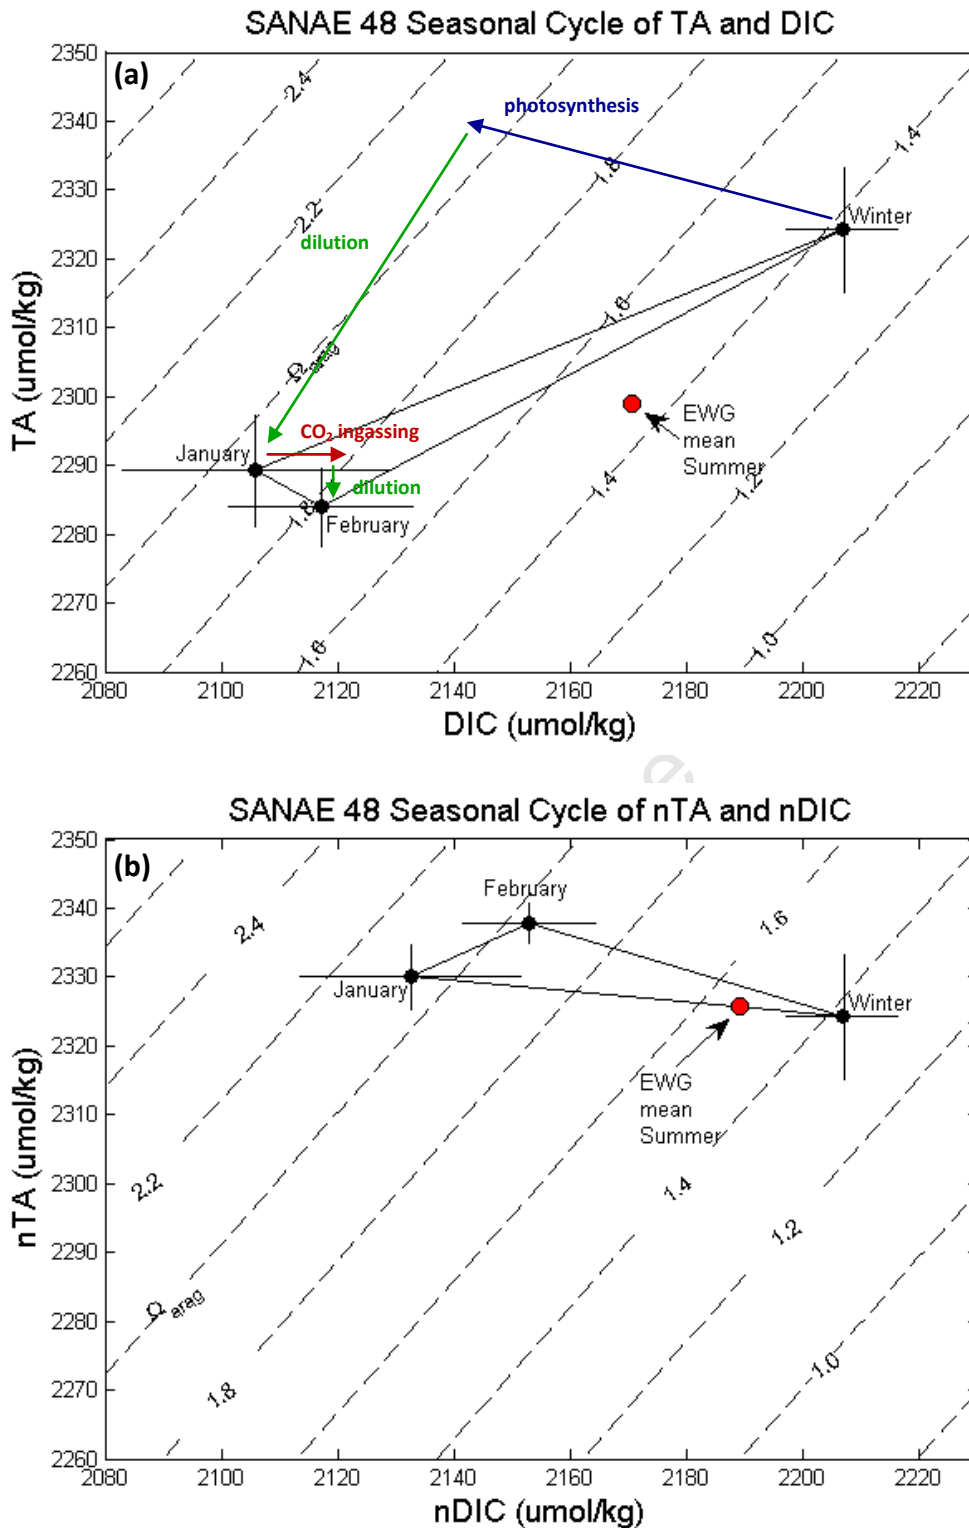 SANAE 48 Seasonal Cycle of TA and DIC
(a)
TA (umol/kg)
2350
2340
2330
2320
2310
2300
2290
2280
2270
2260
2.4
photosynthesis
1.4
1.8
2.2
Winter
dilution
1.6
Ω arag
EWG
mean
Summer
CO₂ ingassing
January
dilution
1.4
1.2
1.8
February
1.6
1.0
2080
2100
2120
2140
2160
2180
2200
2220
DIC (umol/kg)
e
SANAE 48 Seasonal Cycle of nTA and nDIC
(b)
nTA (umol/kg)
2350
2340
2330
2320
2310
2300
2290
2280
2270
2260
February
2.4
1.6
January
Winter
EWG
mean
Summer
2.2
1.4
1.2
Ω arag
1.8
1.0
2080
2100
2120
2140
2160
2180
2200
2220
nDIC (umol/kg)